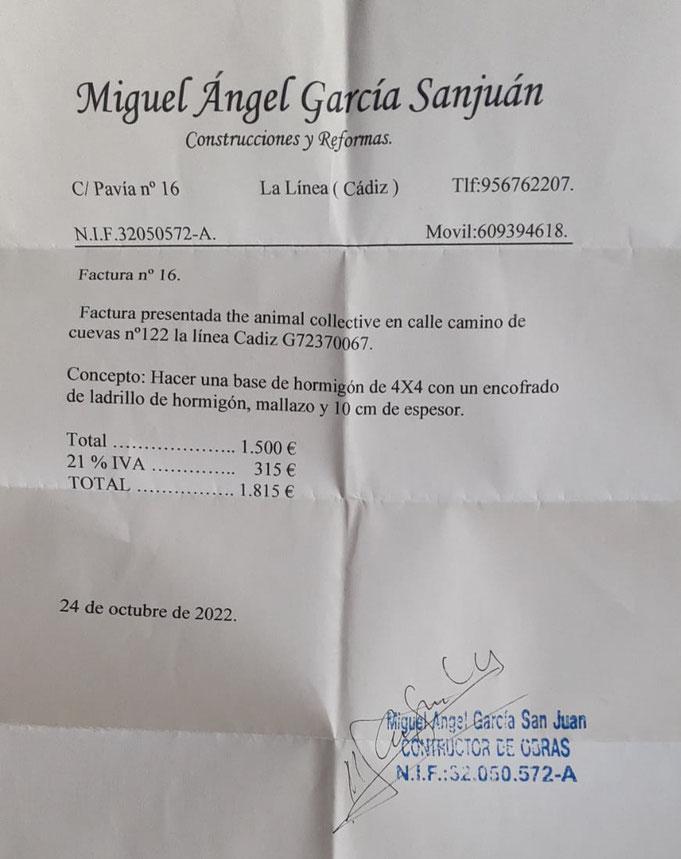 Miguel Ángel García Sanjuán
Construcciones y Reformas.
C/ Pavía nº 16 La Línea ( Cádiz ) Tlf:956762207.
N.I.F.32050572-A. Movil:609394618.
Factura nº 16.
Factura presentada the animal collective en calle camino de
cuevas nº122 la línea Cadiz G72370067.
Concepto: Hacer una base de hormigón de 4X4 con un encofrado
de ladrillo de hormigón, mallazo y 10 cm de espesor.
Total ................... 1.500 €
21 % IVA ............. 315 €
TOTAL ............... 1.815 €
24 de octubre de 2022.
Miguel Angel García San Juan
CONTRUCTOR DE OBRAS
N.I.F.:32.050.572-A